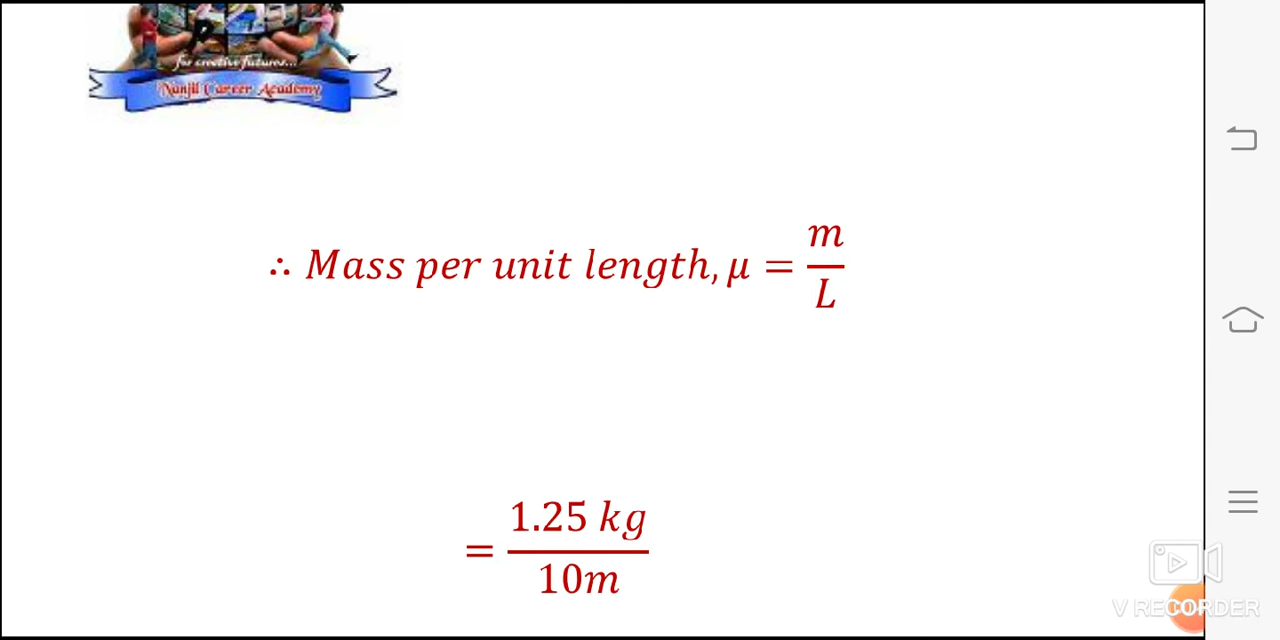 for creative futures...
Nanjil Career Academy
∴ Mass per unit length, μ = m/L
= 1.25 kg/10m
V RECORDER